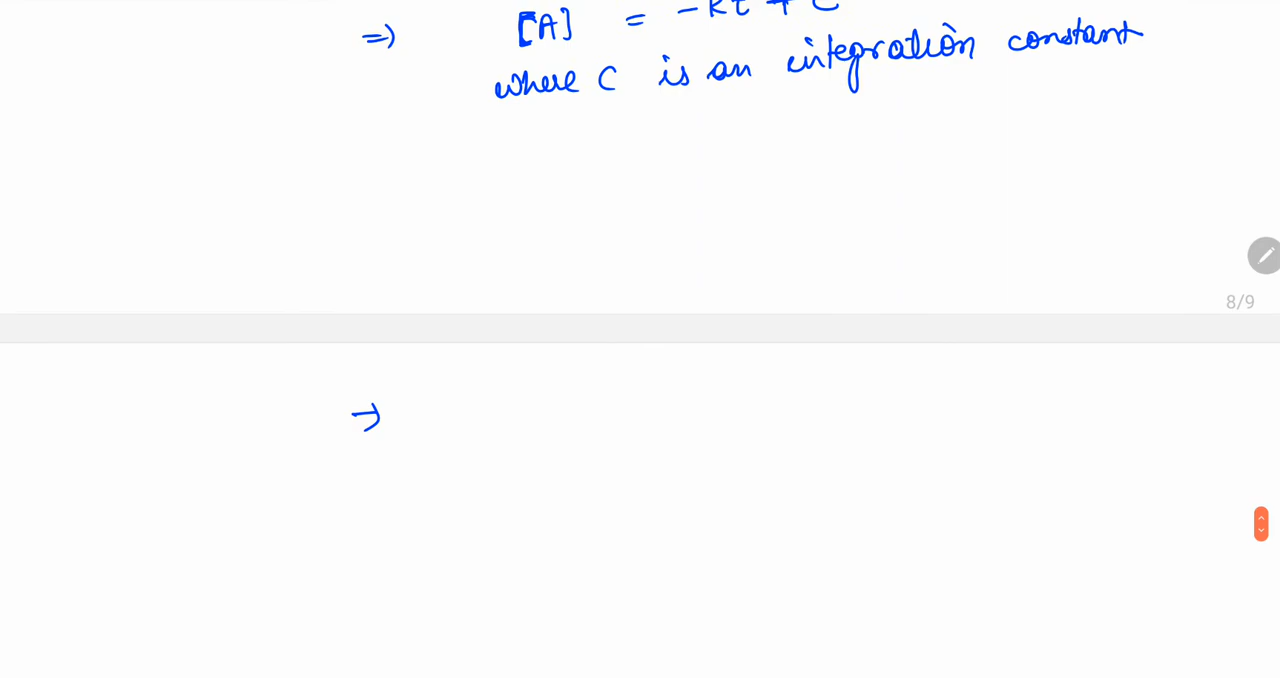 ⇒ [A] = -kt + C
where C is an integration constant
8/9
→